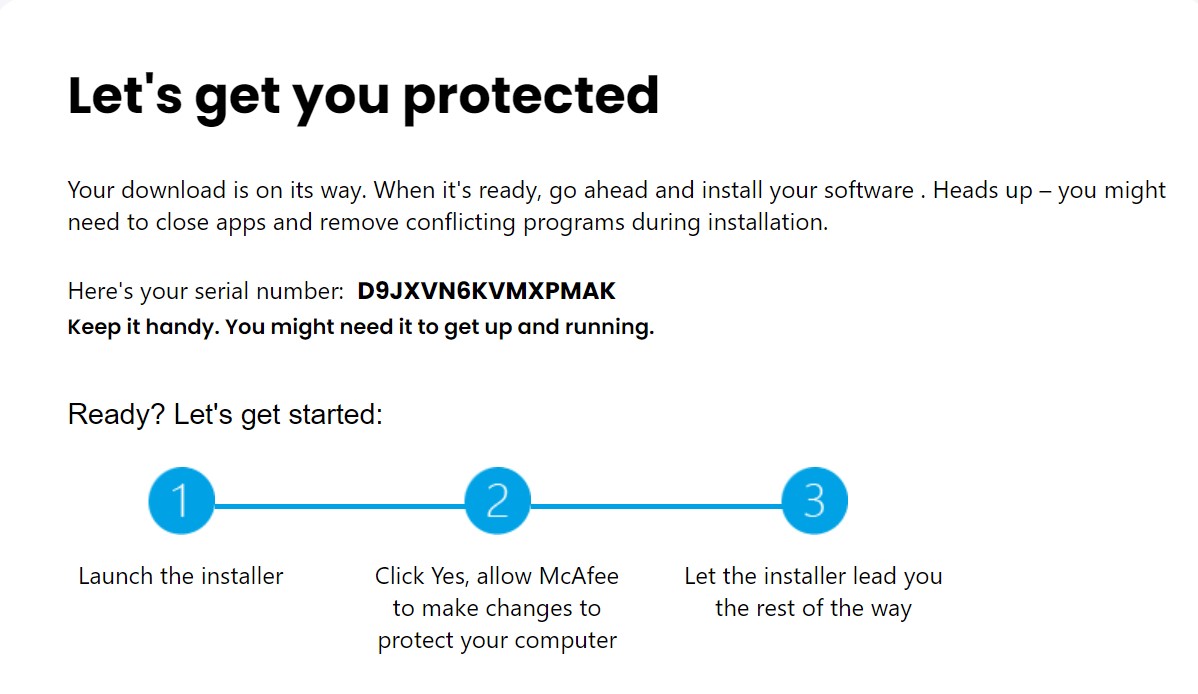 Let's get you protected
Your download is on its way. When it's ready, go ahead and install your software . Heads up – you might
need to close apps and remove conflicting programs during installation.
Here's your serial number: D9JXVN6KVMXPMAK
Keep it handy. You might need it to get up and running.
Ready? Let's get started:
1
2
3
Launch the installer
Click Yes, allow McAfee
to make changes to
protect your computer
Let the installer lead you
the rest of the way